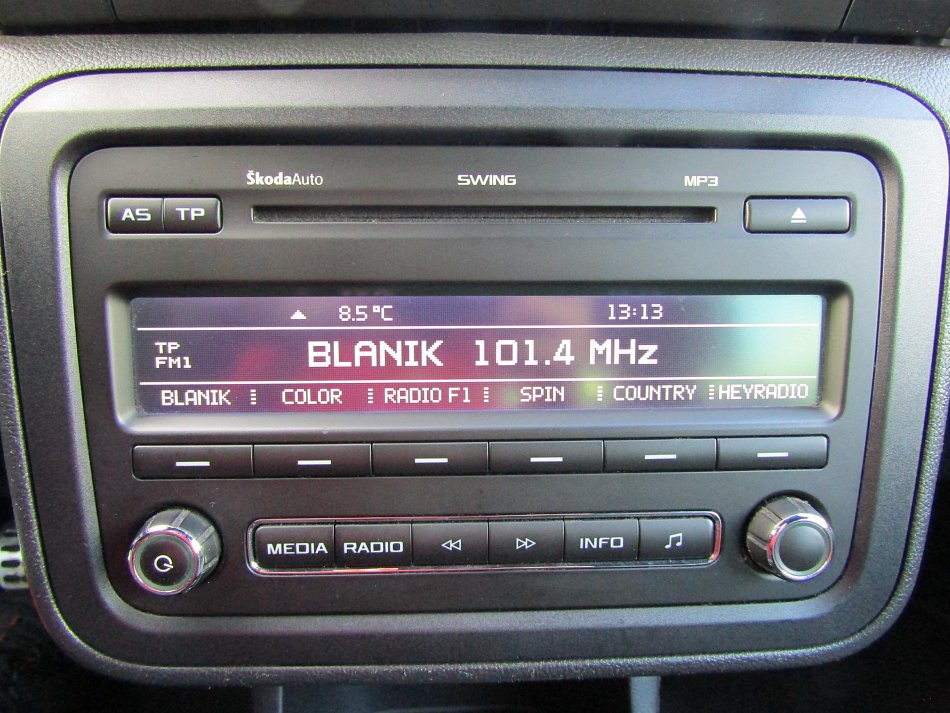 ŠkodaAuto SWING MP3
AS TP
8.5°C 13:13
TP
FM1
BLANIK 101.4 MHz
BLANIK COLOR RADIO F1 SPIN COUNTRY HEYRADIO
MEDIA RADIO INFO